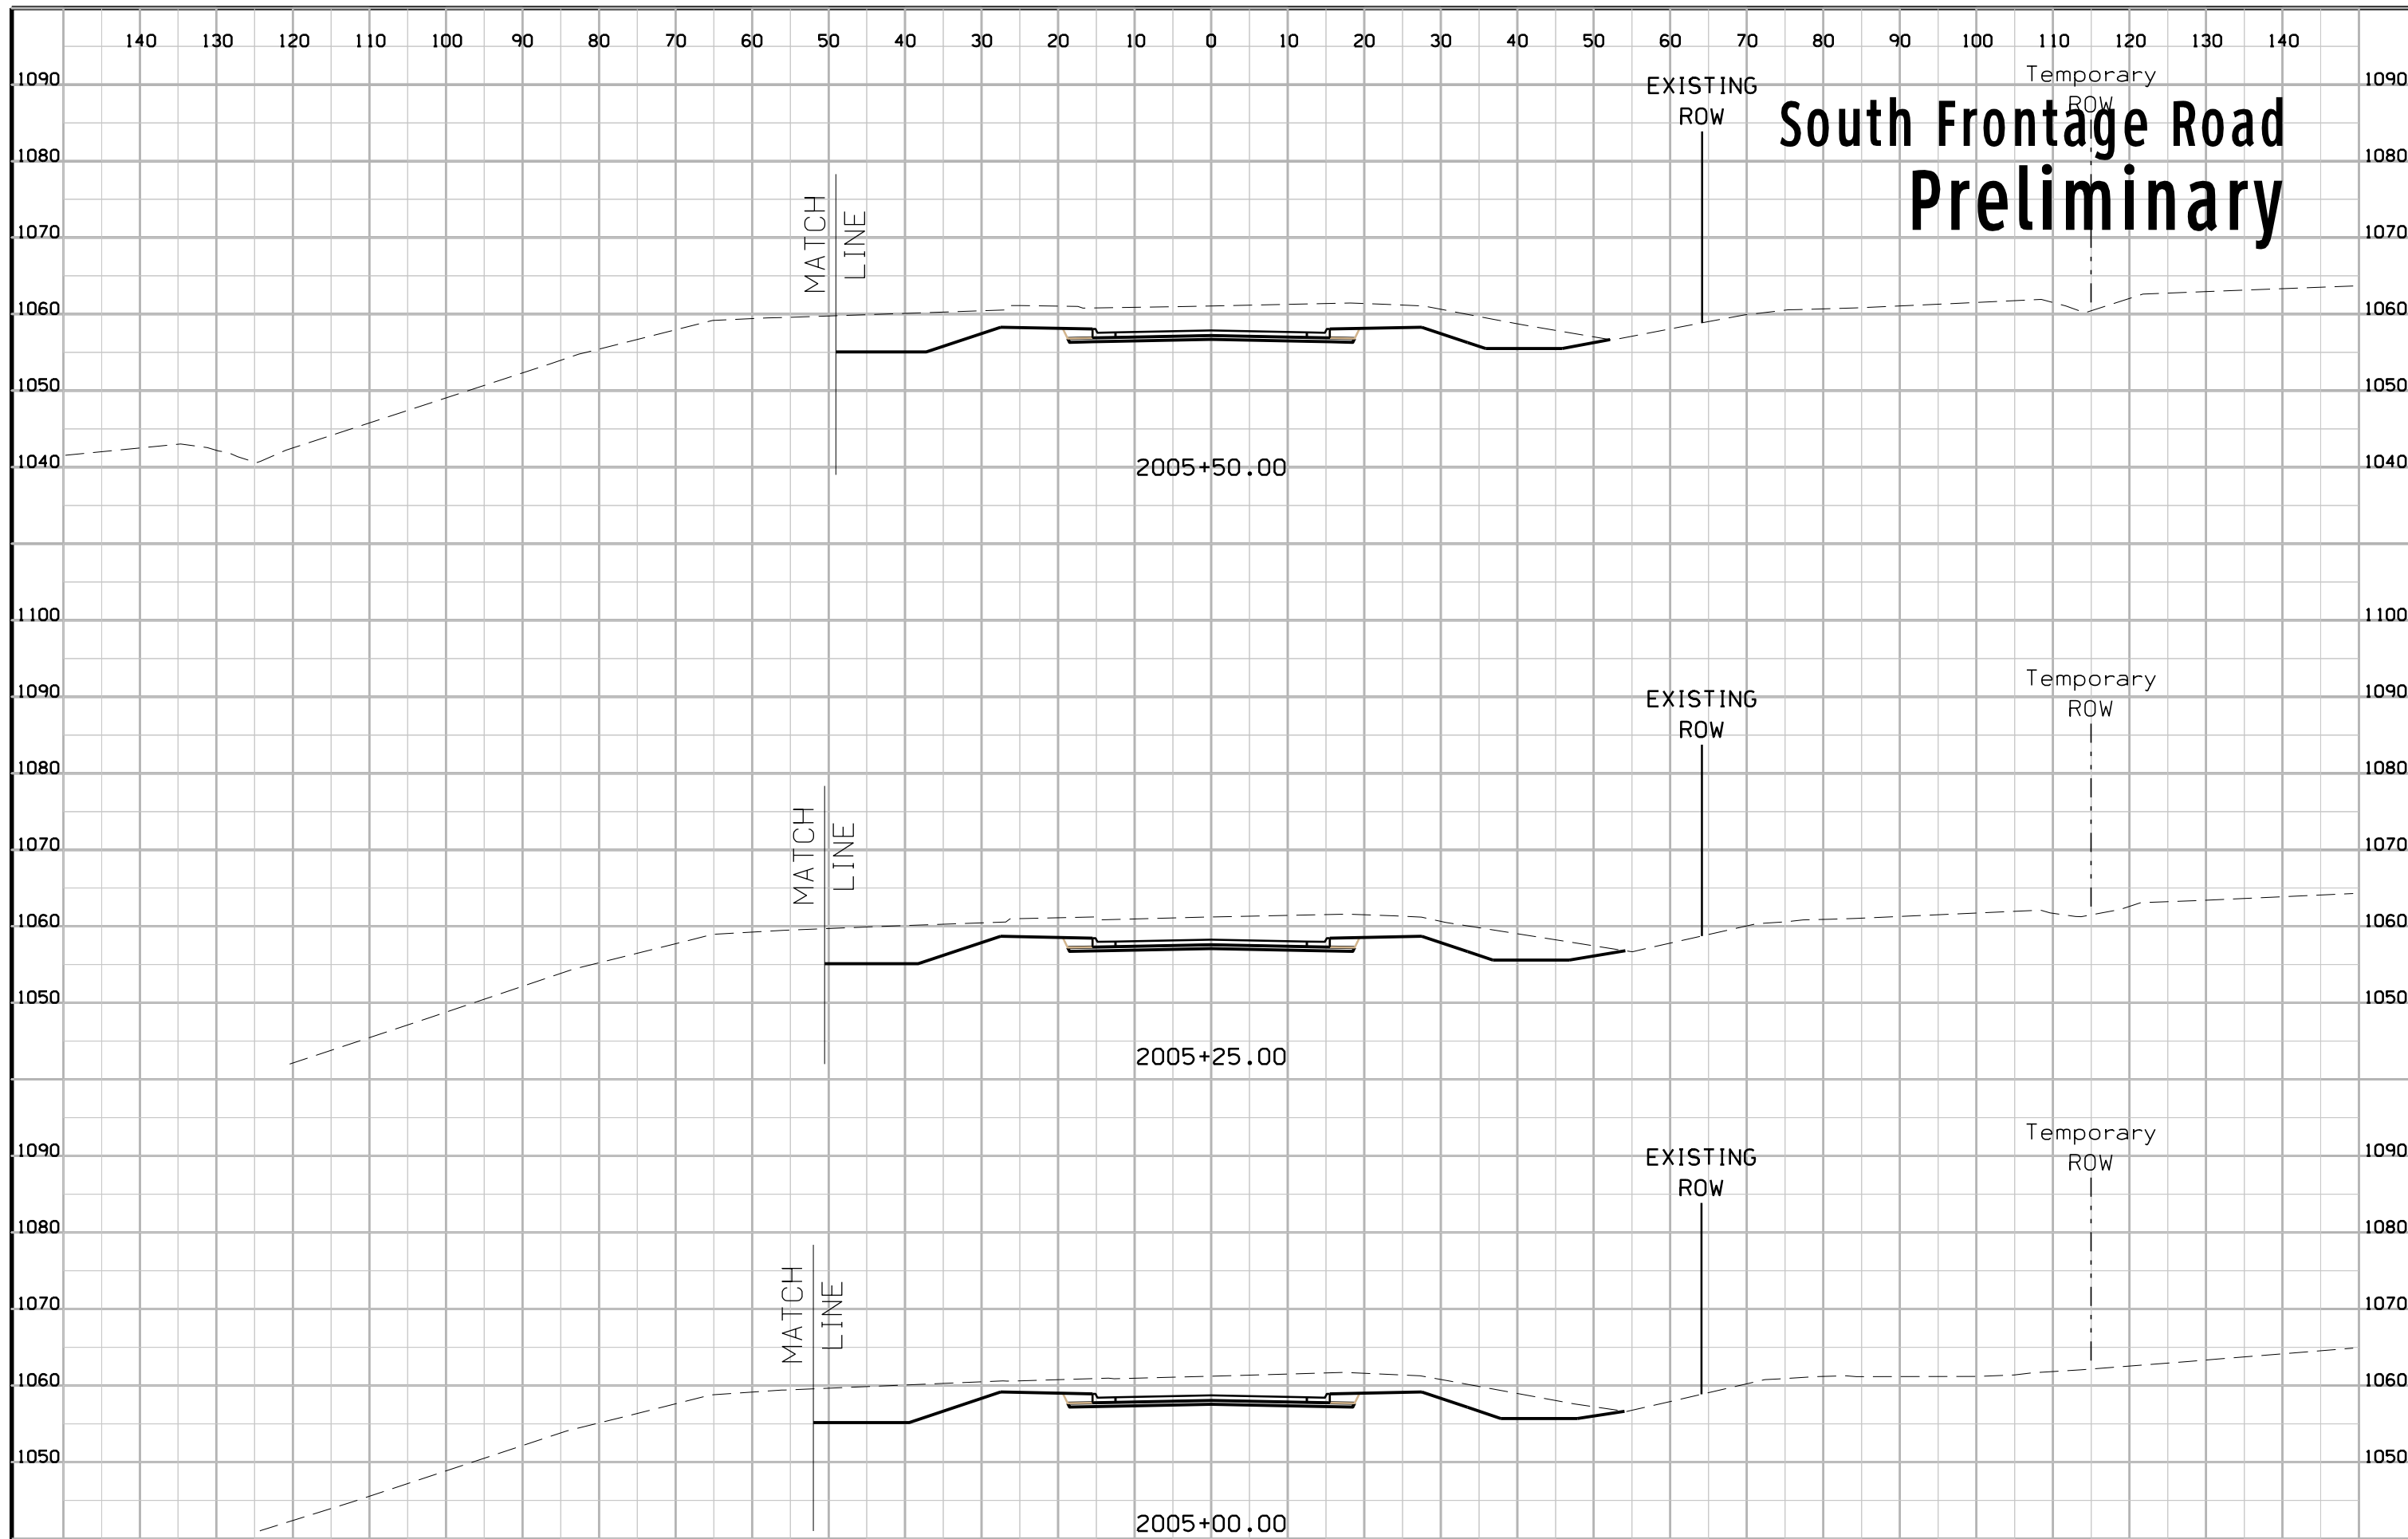 140 130 120 110 100 90 80 70 60 50 40 30 20 10 0 10 20 30 40 50 60 70 80 90 100 110 120 130 140
1090 1090
EXISTING
ROW
Temporary
ROW
South Frontage Road
Preliminary
1080 1080
1070 1070
MATCH
LINE
1060 1060
1050 1050
1040 1040
2005+50.00
1100 1100
1090 1090
EXISTING
ROW
Temporary
ROW
1080 1080
1070 1070
MATCH
LINE
1060 1060
1050 1050
2005+25.00
1090 1090
EXISTING
ROW
Temporary
ROW
1080 1080
1070 1070
MATCH
LINE
1060 1060
1050 1050
2005+00.00